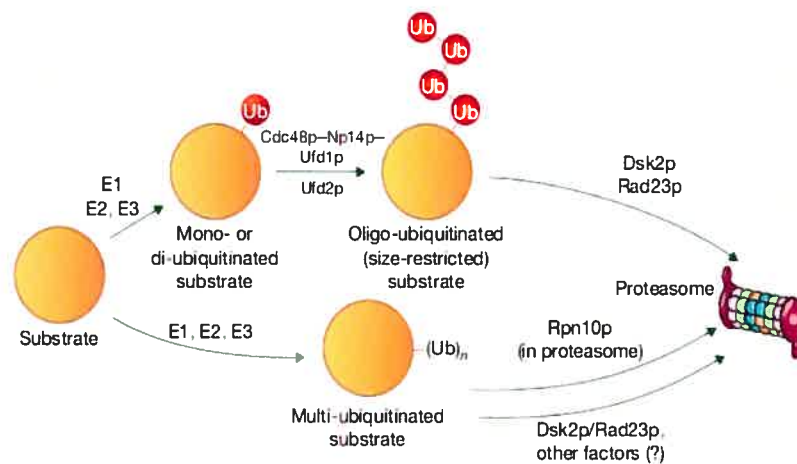 Ub
Ub
Ub
Ub
Ub
Cdc48p–Np14p–
Ufd1p
Ufd2p
E1
E2, E3
Dsk2p
Rad23p
Mono- or
di-ubiquitinated
substrate
Oligo-ubiquitinated
(size-restricted)
substrate
Proteasome
Substrate
E1, E2, E3
(Ub)n
Rpn10p
(in proteasome)
Multi-ubiquitinated
substrate
Dsk2p/Rad23p,
other factors (?)